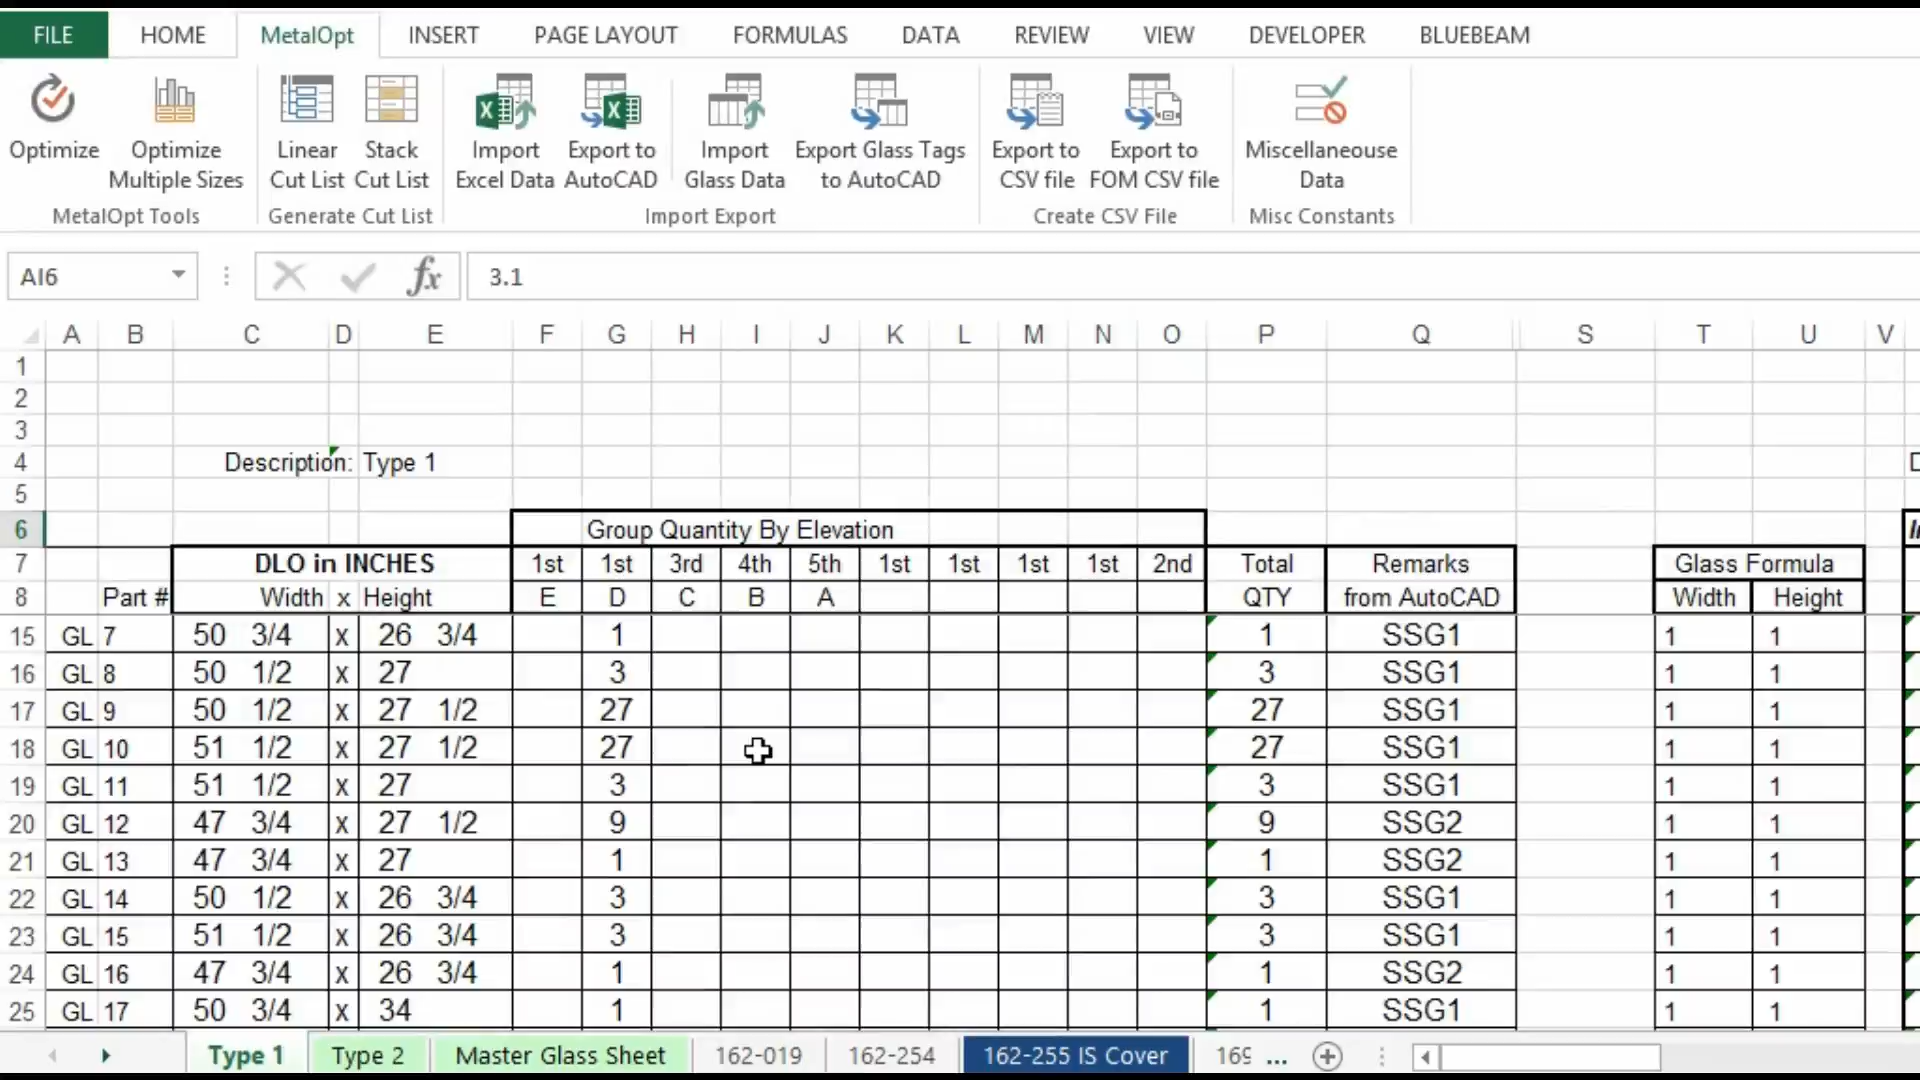 FILE HOME MetalOpt INSERT PAGE LAYOUT FORMULAS DATA REVIEW VIEW DEVELOPER BLUEBEAM
Optimize Optimize Linear Stack Import Export to Import Export Glass Tags Export to Export to Miscellaneouse
Multiple Sizes Cut List Cut List Excel Data AutoCAD Glass Data to AutoCAD CSV file FOM CSV file Data
MetalOpt Tools Generate Cut List Import Export Create CSV File Misc Constants
AI6 fx 3.1
A B C D E F G H I J K L M N O P Q S T U V
1
2
3
4 Description: Type 1
5
6 Group Quantity By Elevation
7 DLO in INCHES 1st 1st 3rd 4th 5th 1st 1st 1st 1st 2nd Total Remarks Glass Formula
8 Part # Width x Height E D C B A QTY from AutoCAD Width Height
15 GL 7 50 3/4 x 26 3/4 1 1 SSG1 1 1
16 GL 8 50 1/2 x 27 3 3 SSG1 1 1
17 GL 9 50 1/2 x 27 1/2 27 27 SSG1 1 1
18 GL 10 51 1/2 x 27 1/2 27 27 SSG1 1 1
19 GL 11 51 1/2 x 27 3 3 SSG1 1 1
20 GL 12 47 3/4 x 27 1/2 9 9 SSG2 1 1
21 GL 13 47 3/4 x 27 1 1 SSG2 1 1
22 GL 14 50 1/2 x 26 3/4 3 3 SSG1 1 1
23 GL 15 51 1/2 x 26 3/4 3 3 SSG1 1 1
24 GL 16 47 3/4 x 26 3/4 1 1 SSG2 1 1
25 GL 17 50 3/4 x 34 1 1 SSG1 1 1
Type 1 Type 2 Master Glass Sheet 162-019 162-254 162-255 IS Cover ...